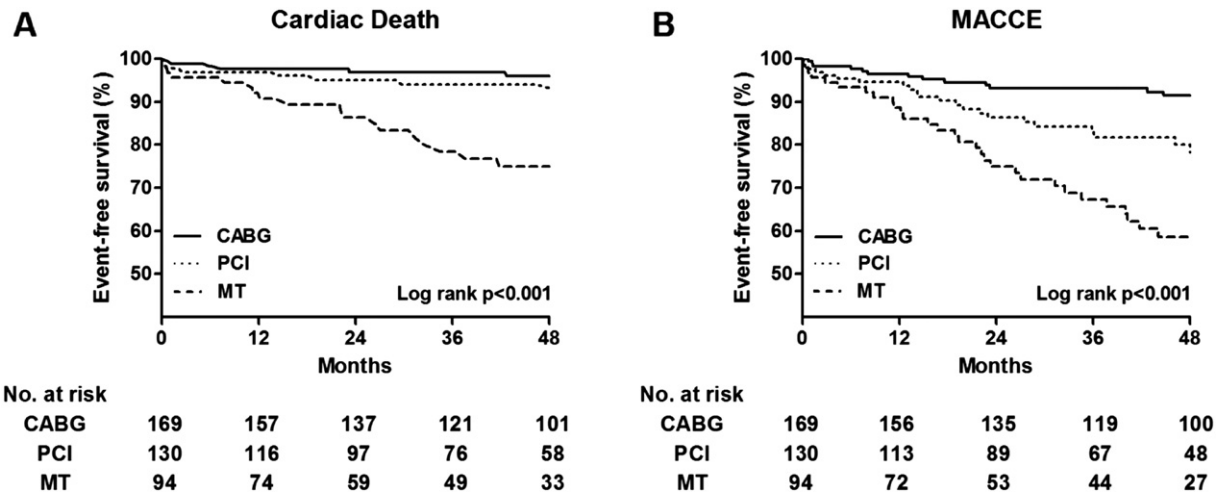 A
Cardiac Death
Event-free survival (%)
100
90
80
70
60
50
CABG
PCI
MT
Log rank p<0.001
0 12 24 36 48
Months
No. at risk
CABG 169 157 137 121 101
PCI 130 116 97 76 58
MT 94 74 59 49 33
B
MACCE
Event-free survival (%)
100
90
80
70
60
50
CABG
PCI
MT
Log rank p<0.001
0 12 24 36 48
Months
No. at risk
CABG 169 156 135 119 100
PCI 130 113 89 67 48
MT 94 72 53 44 27